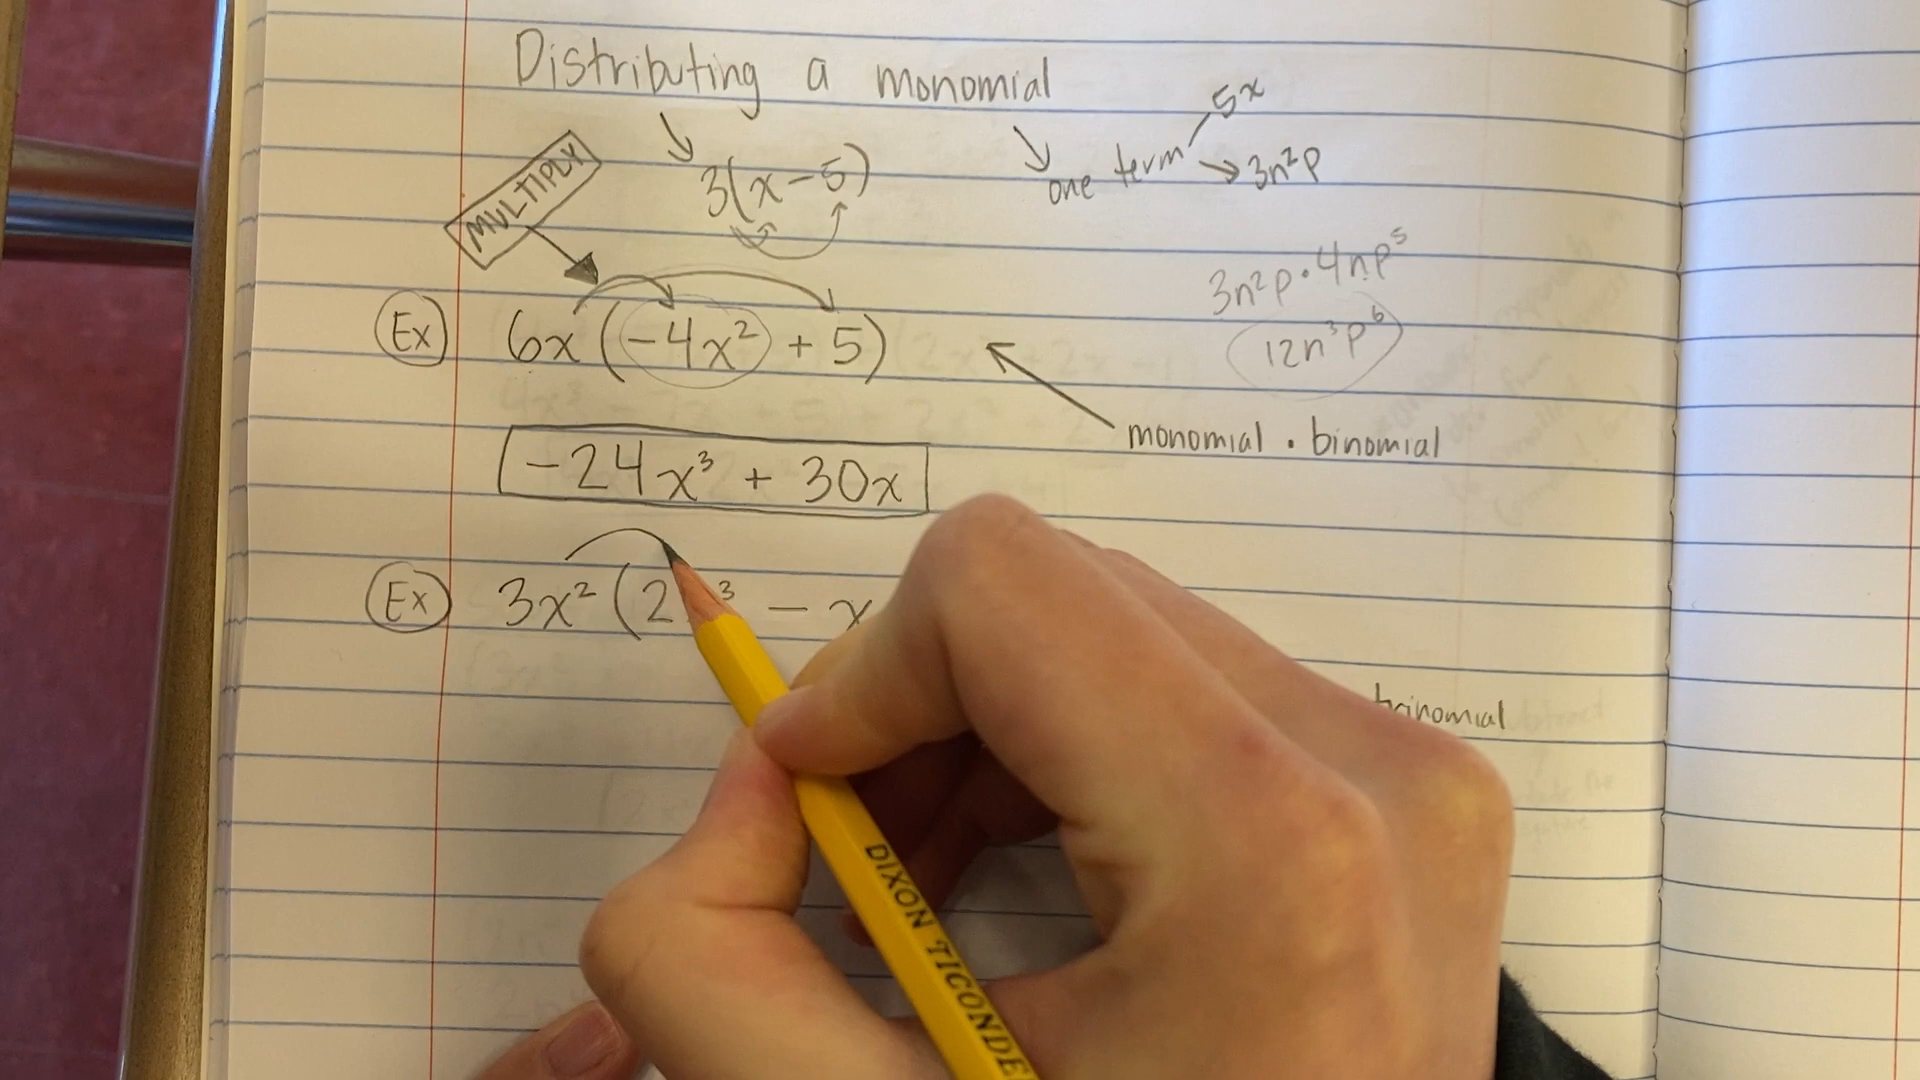 Distributing a monomial
5x
3(x-5)
one term → 3n²p
MULTIPLY
3n²p·4np⁵
12n³p⁶
Ex 6x(-4x²+5)
monomial · binomial
-24x³ + 30x
Ex 3x²(2 ³ - x
trinomial
DIXON TICONDE